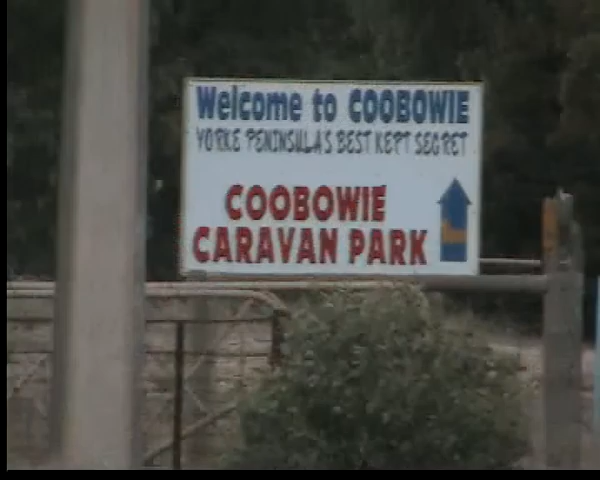 Welcome to COOBOWIE
YORKE PENINSULA'S BEST KEPT SECRET
COOBOWIE
CARAVAN PARK